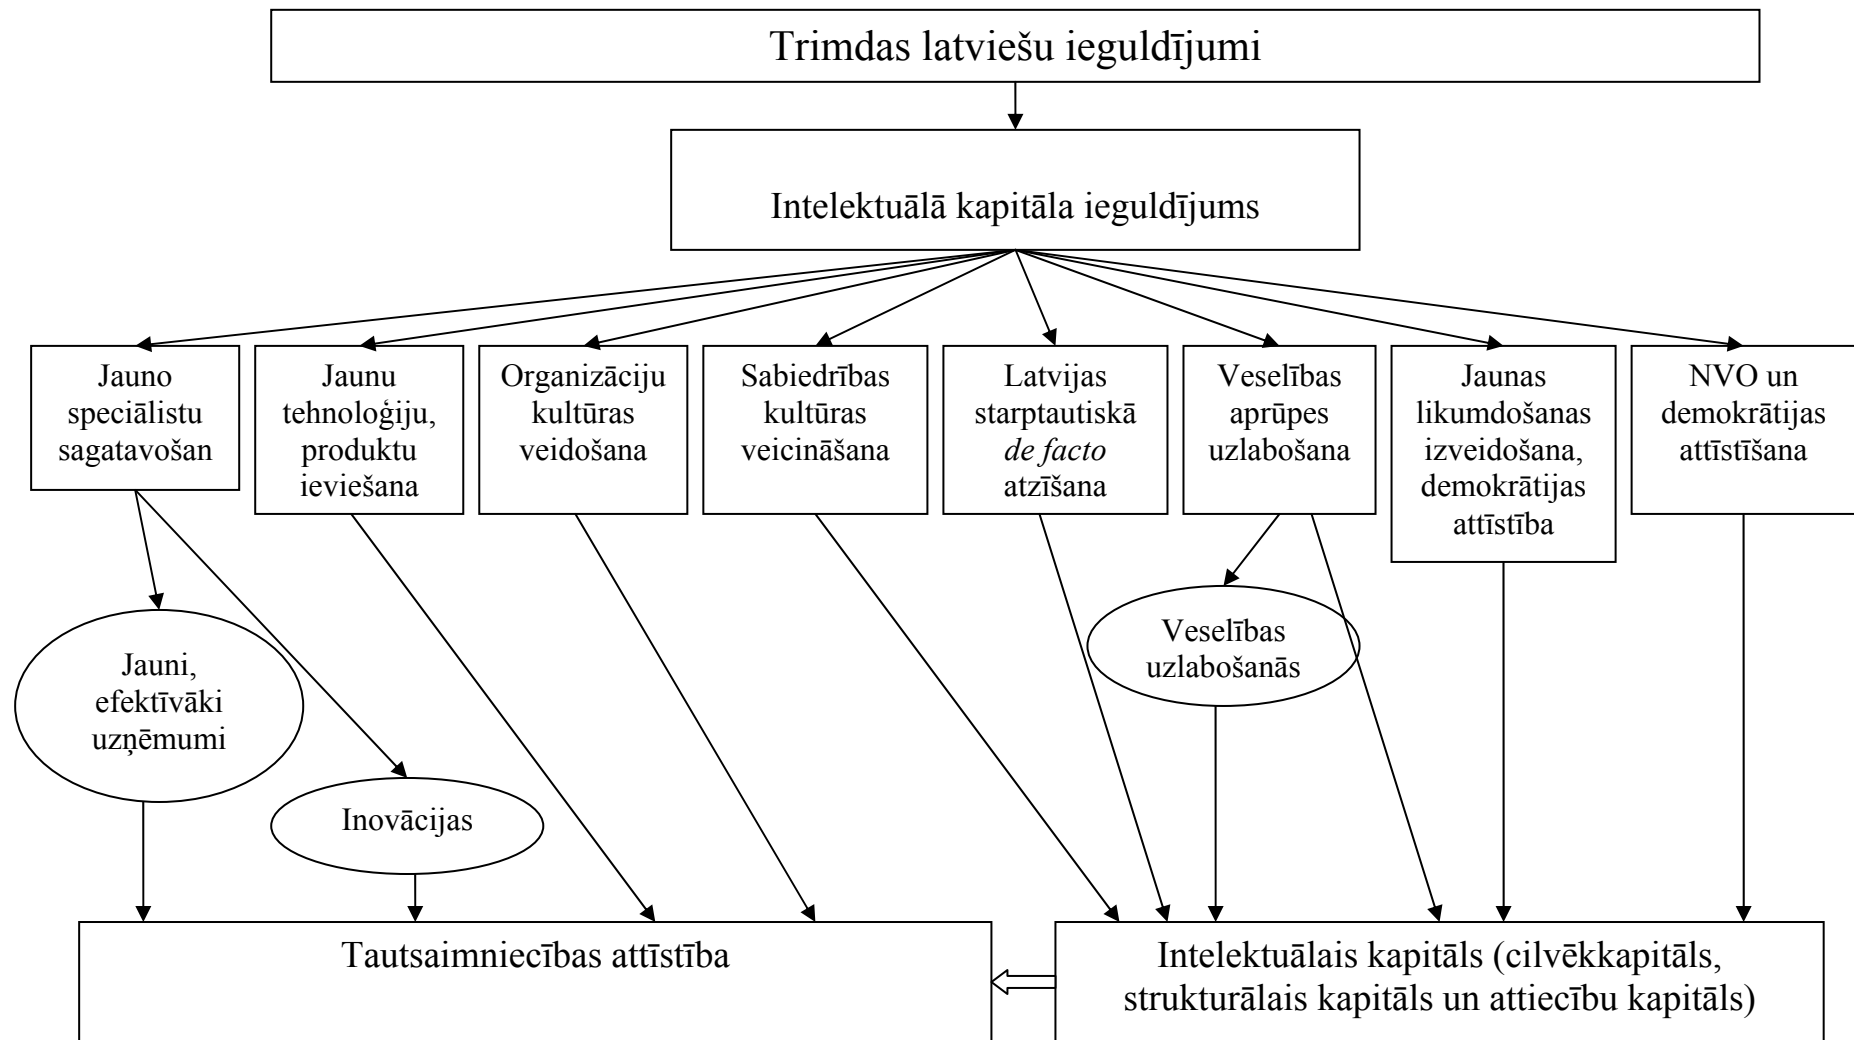 Trimdas latviešu ieguldījumi
Intelektuālā kapitāla ieguldījums
Jauno
speciālistu
sagatavošan
Jaunu
tehnoloģiju,
produktu
ieviešana
Organizāciju
kultūras
veidošana
Sabiedrības
kultūras
veicināšana
Latvijas
starptautiskā
de facto
atzīšana
Veselības
aprūpes
uzlabošana
Jaunas
likumdošanas
izveidošana,
demokrātijas
attīstība
NVO un
demokrātijas
attīstīšana
Jauni,
efektīvāki
uzņēmumi
Inovācijas
Veselības
uzlabošanās
Tautsaimniecības attīstība
Intelektuālais kapitāls (cilvēkkapitāls,
strukturālais kapitāls un attiecību kapitāls)